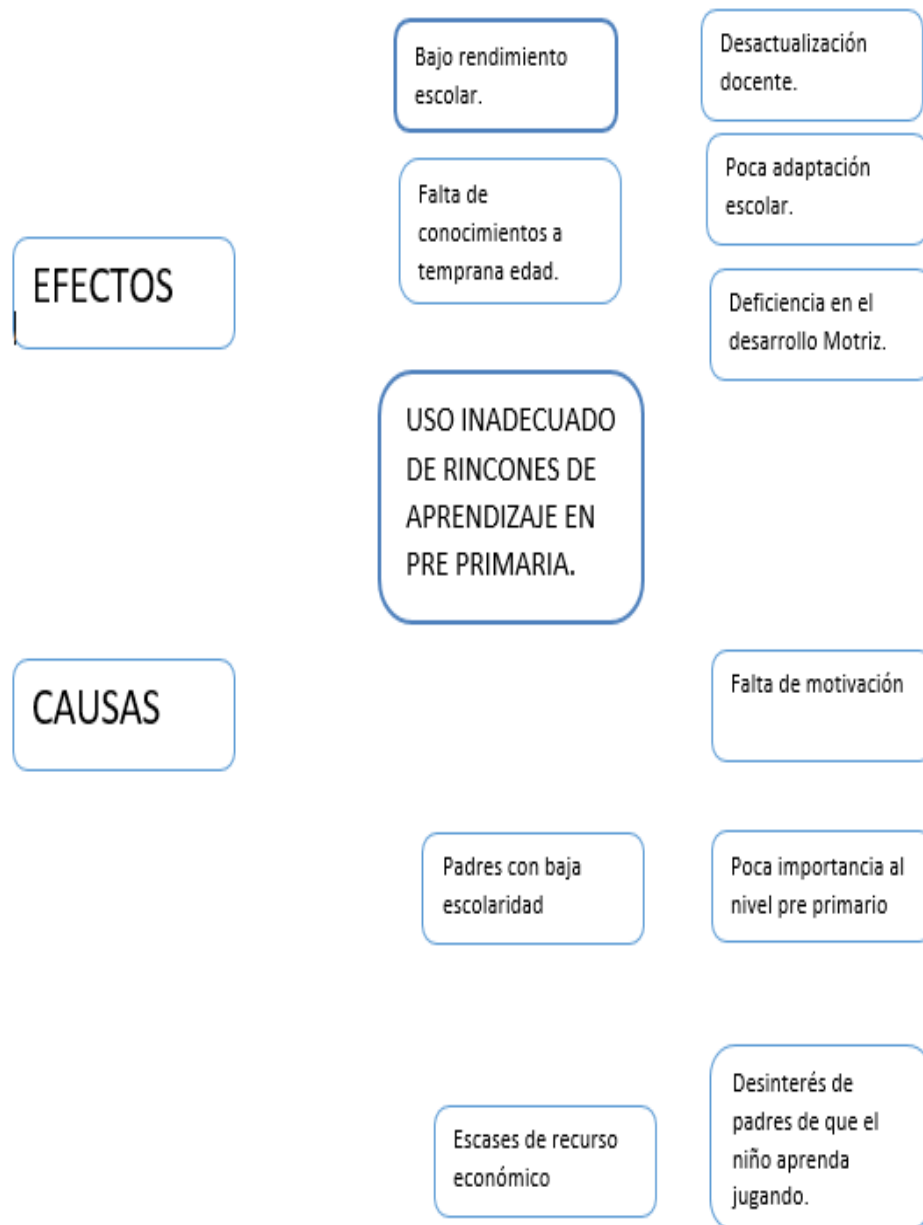 Bajo rendimiento
escolar.
Desactualización
docente.
Falta de
conocimientos a
temprana edad.
Poca adaptación
escolar.
EFECTOS
Deficiencia en el
desarrollo Motriz.
USO INADECUADO
DE RINCONES DE
APRENDIZAJE EN
PRE PRIMARIA.
CAUSAS
Falta de motivación
Padres con baja
escolaridad
Poca importancia al
nivel pre primario
Escases de recurso
económico
Desinterés de
padres de que el
niño aprenda
jugando.